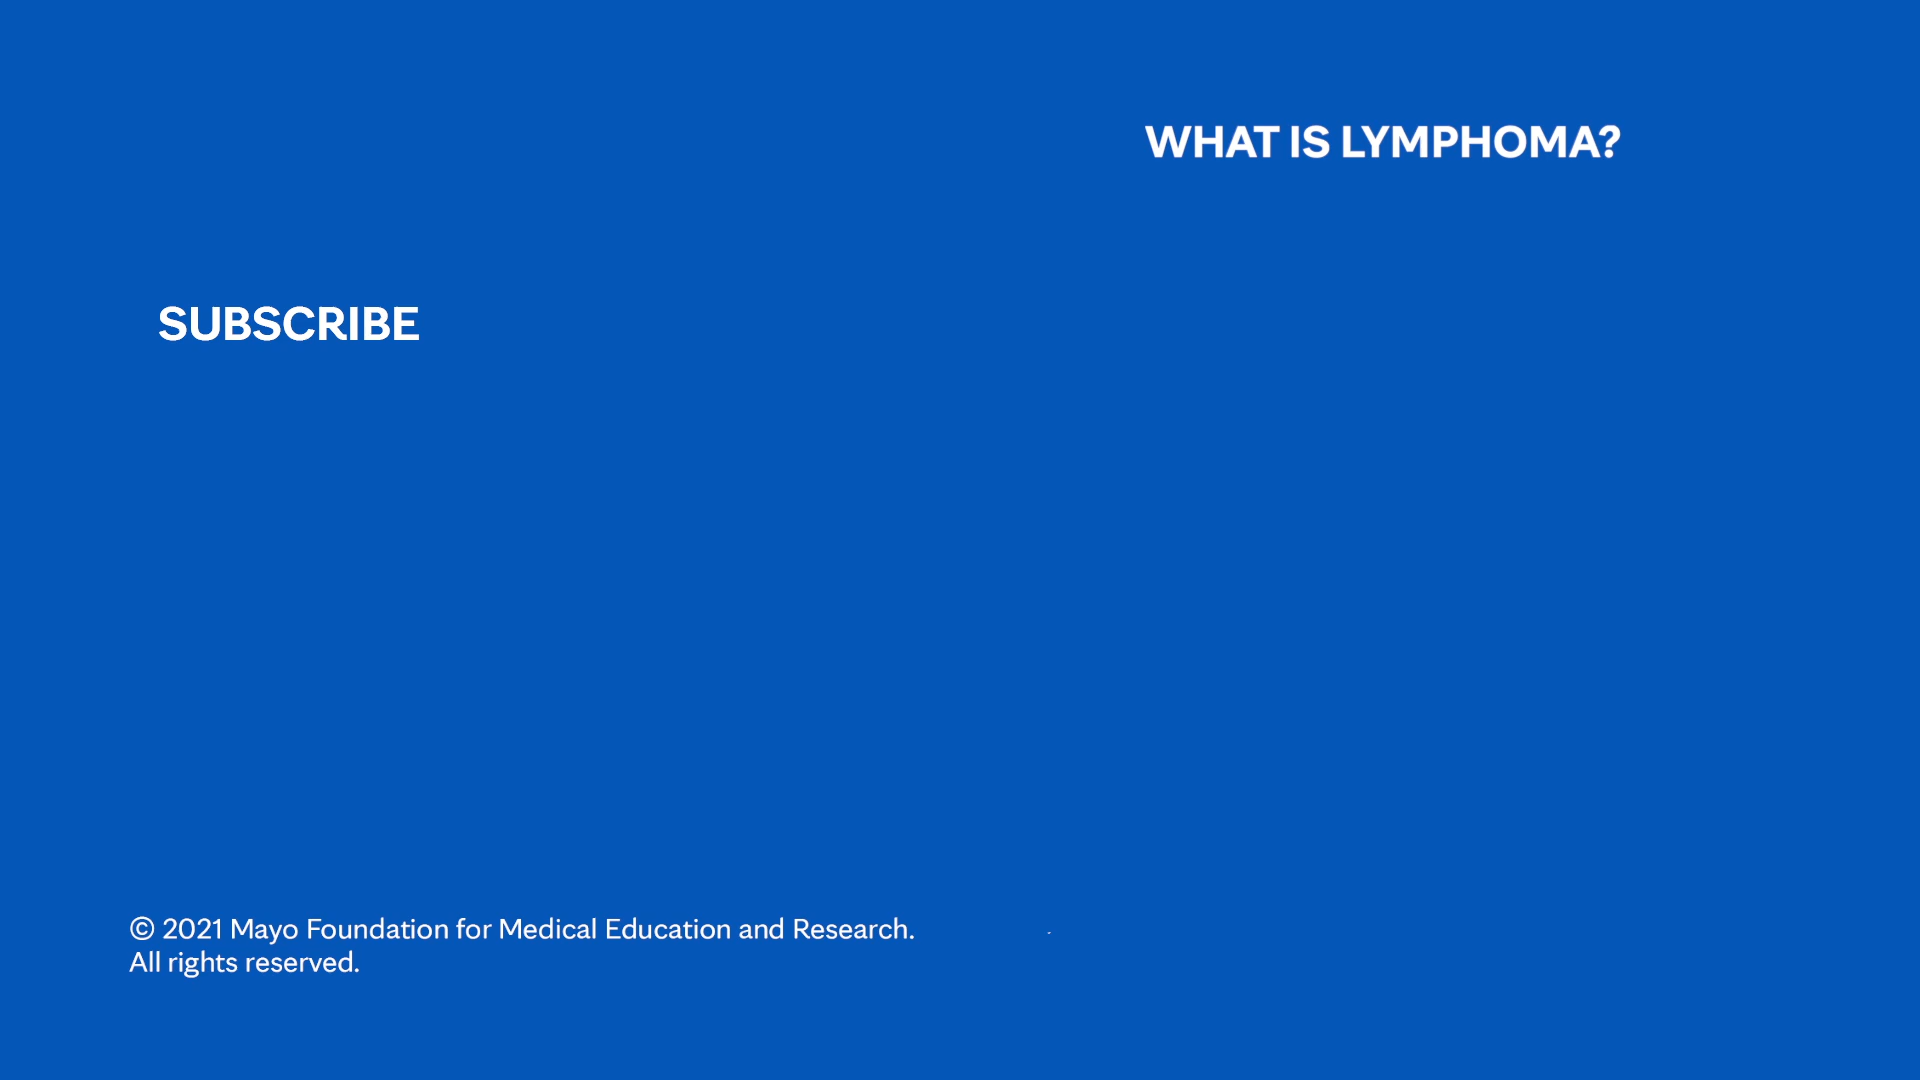 WHAT IS LYMPHOMA?
SUBSCRIBE
© 2021 Mayo Foundation for Medical Education and Research.
All rights reserved.